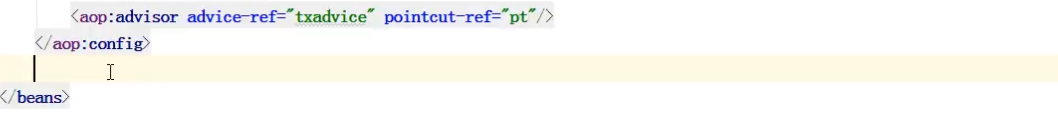 <aop:advisor advice-ref="txadvice" pointcut-ref="pt"/>
</aop:config>
</beans>